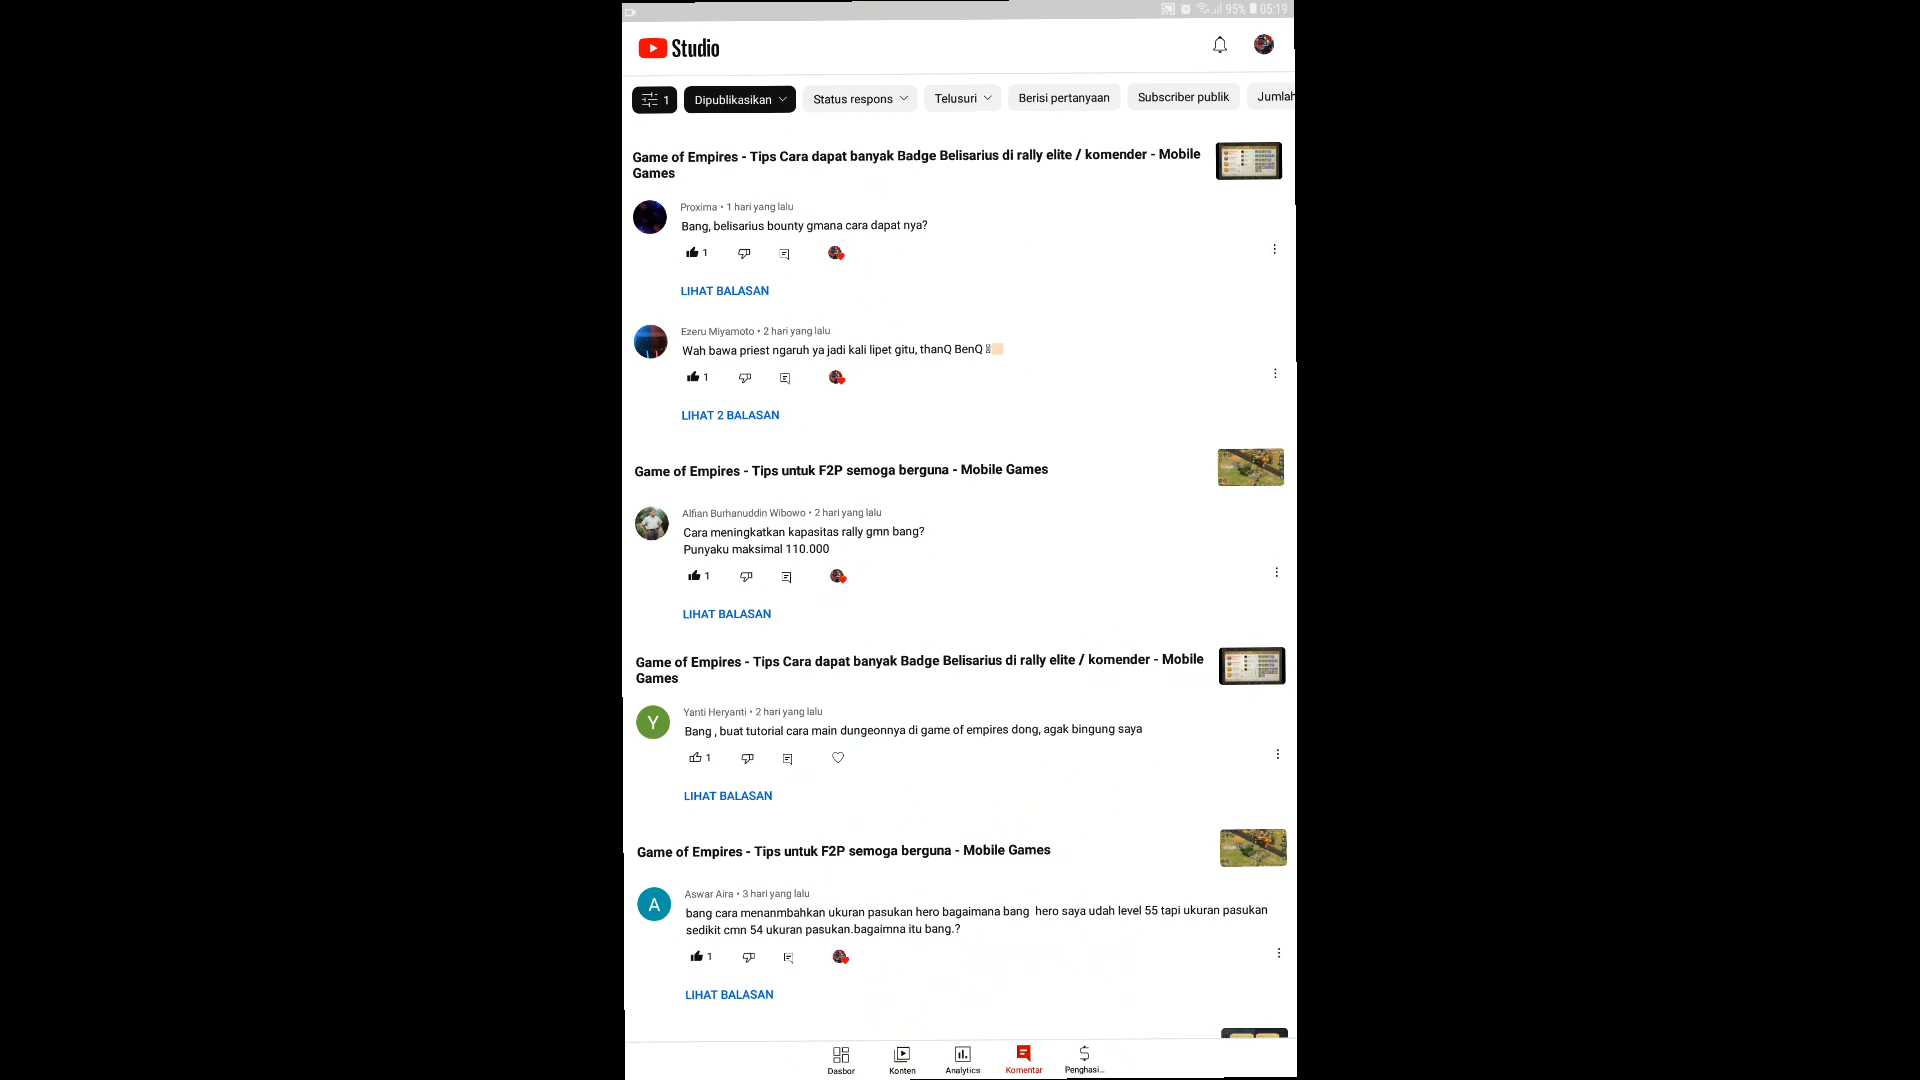 95% 05:19
Studio
1 Dipublikasikan Status respons Telusuri Berisi pertanyaan Subscriber publik Jumlah
Game of Empires - Tips Cara dapat banyak Badge Belisarius di rally elite / komender - Mobile
Games
Proxima • 1 hari yang lalu
Bang, belisarius bounty gmana cara dapat nya?
1
LIHAT BALASAN
Ezeru Miyamoto • 2 hari yang lalu
Wah bawa priest ngaruh ya jadi kali lipet gitu, thanQ BenQ
1
LIHAT 2 BALASAN
Game of Empires - Tips untuk F2P semoga berguna - Mobile Games
Alfian Burhanuddin Wibowo • 2 hari yang lalu
Cara meningkatkan kapasitas rally gmn bang?
Punyaku maksimal 110.000
1
LIHAT BALASAN
Game of Empires - Tips Cara dapat banyak Badge Belisarius di rally elite / komender - Mobile
Games
Y
Yanti Heryanti • 2 hari yang lalu
Bang , buat tutorial cara main dungeonnya di game of empires dong, agak bingung saya
1
LIHAT BALASAN
Game of Empires - Tips untuk F2P semoga berguna - Mobile Games
A
Aswar Aira • 3 hari yang lalu
bang cara menanmbahkan ukuran pasukan hero bagaimana bang  hero saya udah level 55 tapi ukuran pasukan
sedikit cmn 54 ukuran pasukan.bagaimna itu bang.?
1
LIHAT BALASAN
Dasbor Konten Analytics Komentar Penghasi...